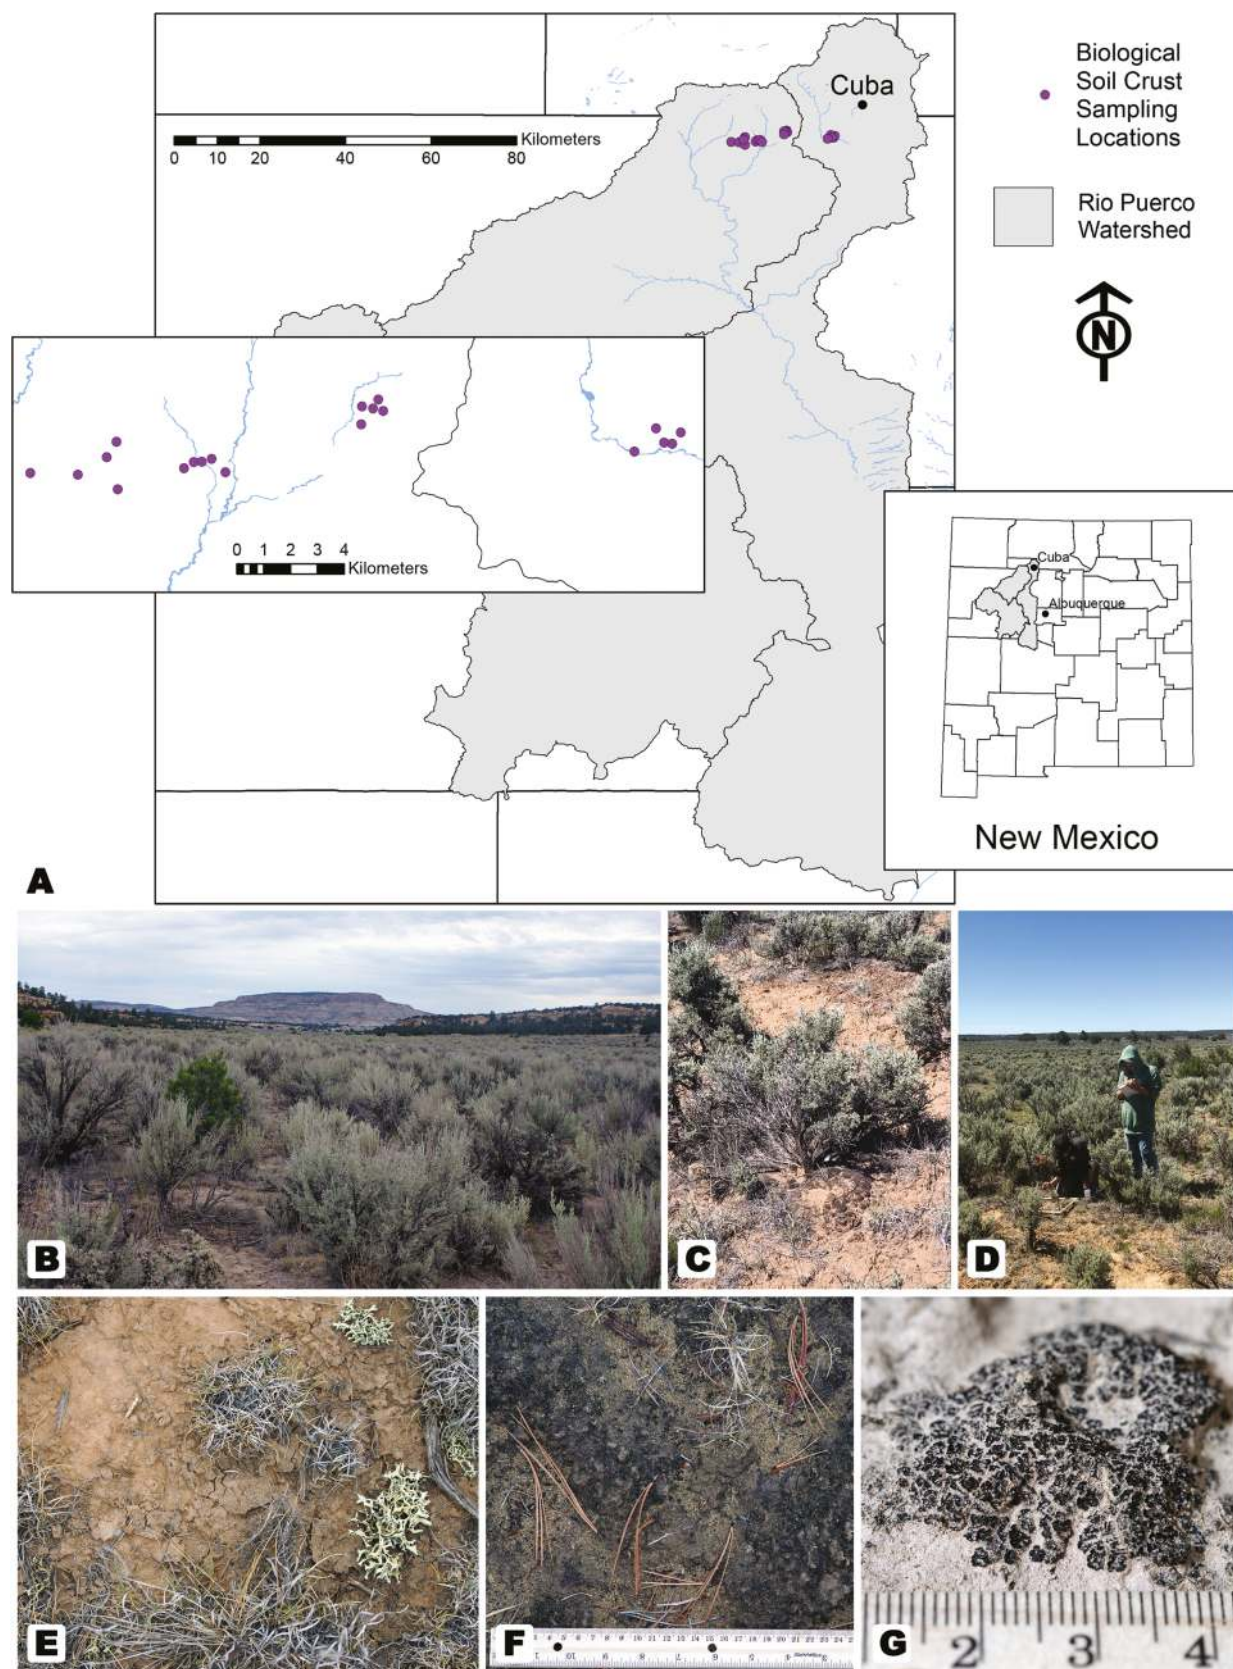 Cuba
Biological
Soil Crust
Sampling
Locations
Kilometers
0 10 20 40 60 80
Rio Puerco
Watershed
N
0 1 2 3 4
Kilometers
Cuba
Albuquerque
New Mexico
A
B
C
D
E
F
G
2 3 4